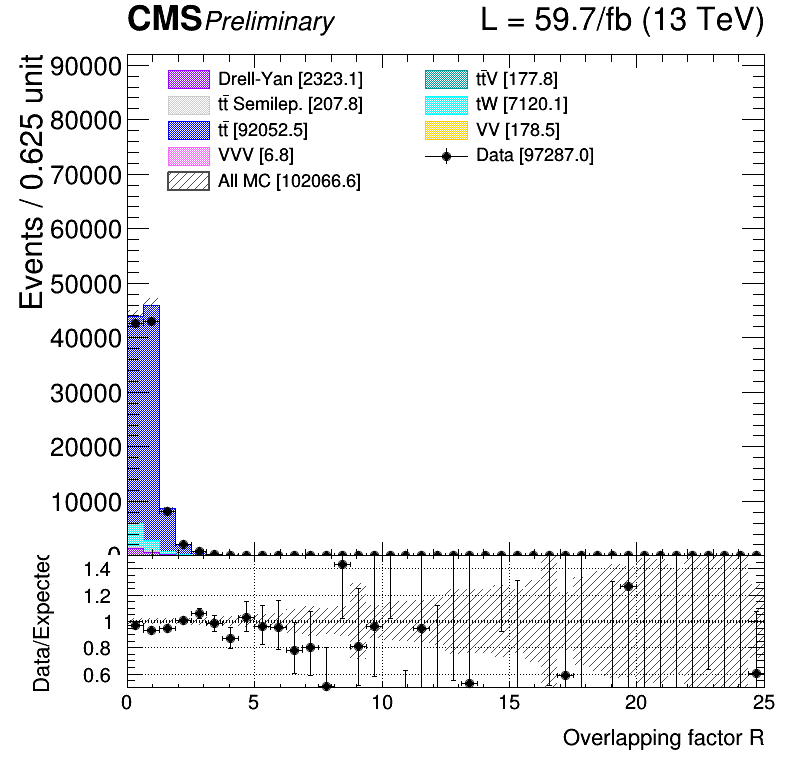 CMS Preliminary L = 59.7/fb (13 TeV)
Events / 0.625 unit
90000
80000
70000
60000
50000
40000
30000
20000
10000
0
Drell-Yan [2323.1]
tt̄ Semilep. [207.8]
tt̄ [92052.5]
VVV [6.8]
All MC [102066.6]
tt̄V [177.8]
tW [7120.1]
VV [178.5]
Data [97287.0]
Data/Expected
1.4
1.2
1
0.8
0.6
0 5 10 15 20 25
Overlapping factor R